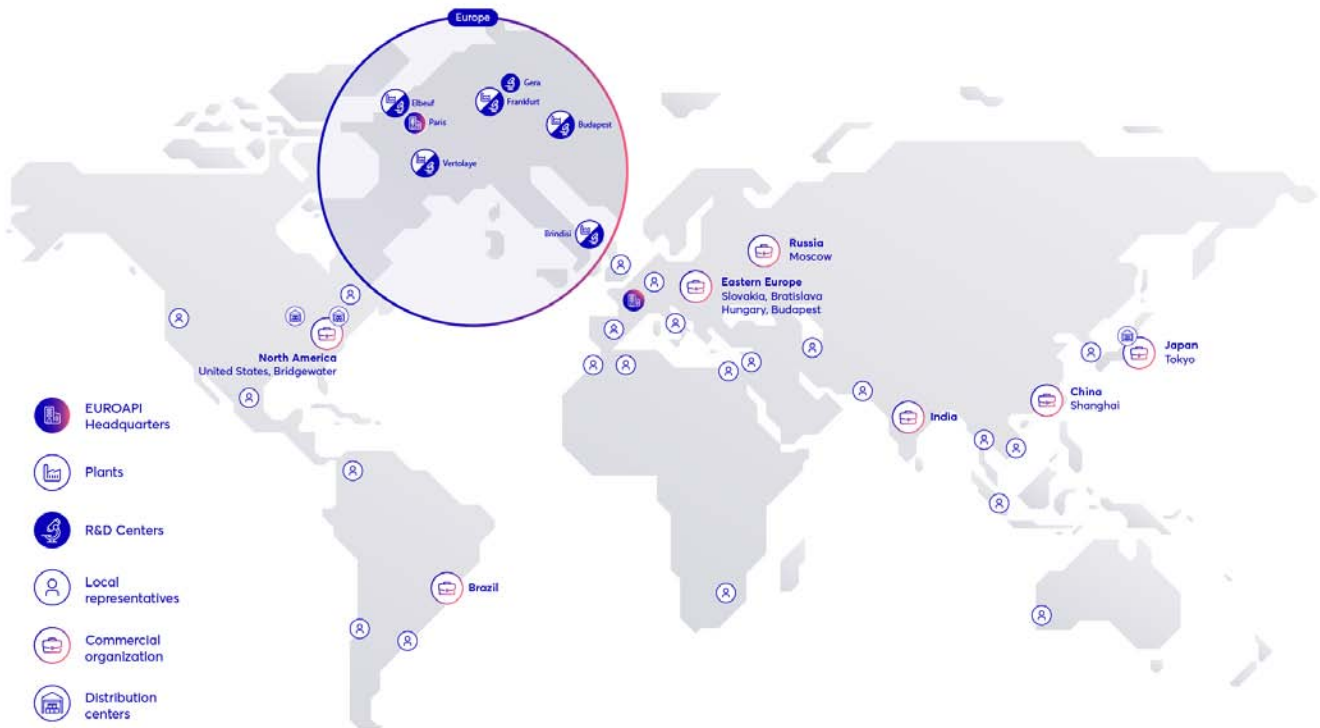 Europe
Gera
Elbeuf
Frankfurt
Paris
Budapest
Vertolaye
Brindisi
Russia
Moscow
Eastern Europe
Slovakia, Bratislava
Hungary, Budapest
North America
United States, Bridgewater
Japan
Tokyo
China
Shanghai
India
Brazil
EUROAPI
Headquarters
Plants
R&D Centers
Local
representatives
Commercial
organization
Distribution
centers